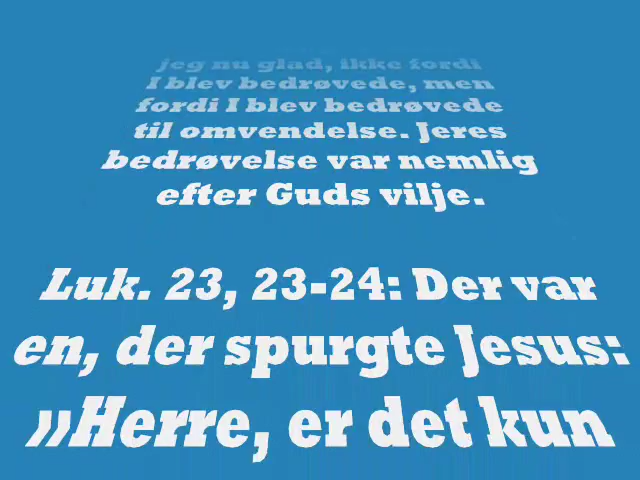 jeg nu glad, ikke fordi
I blev bedrøvede, men
fordi I blev bedrøvede
til omvendelse. Jeres
bedrøvelse var nemlig
efter Guds vilje.
Luk. 23, 23-24: Der var
en, der spurgte Jesus:
»Herre, er det kun